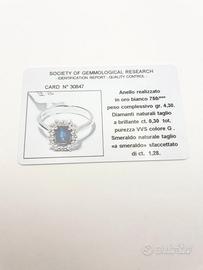 SOCIETY OF GEMMOLOGICAL RESEARCH
IDENTIFICATION REPORT - QUALITY CONTROL -
CARD N° 30847
Anello realizzato
in oro bianco 750/°°°
peso complessivo gr. 4,30.
Diamanti naturali taglio
a brillante ct. 0,30 tot.
purezza VVS colore G .
Smeraldo naturale taglio
«a smeraldo» sfaccettato
di ct. 1,28.
subito